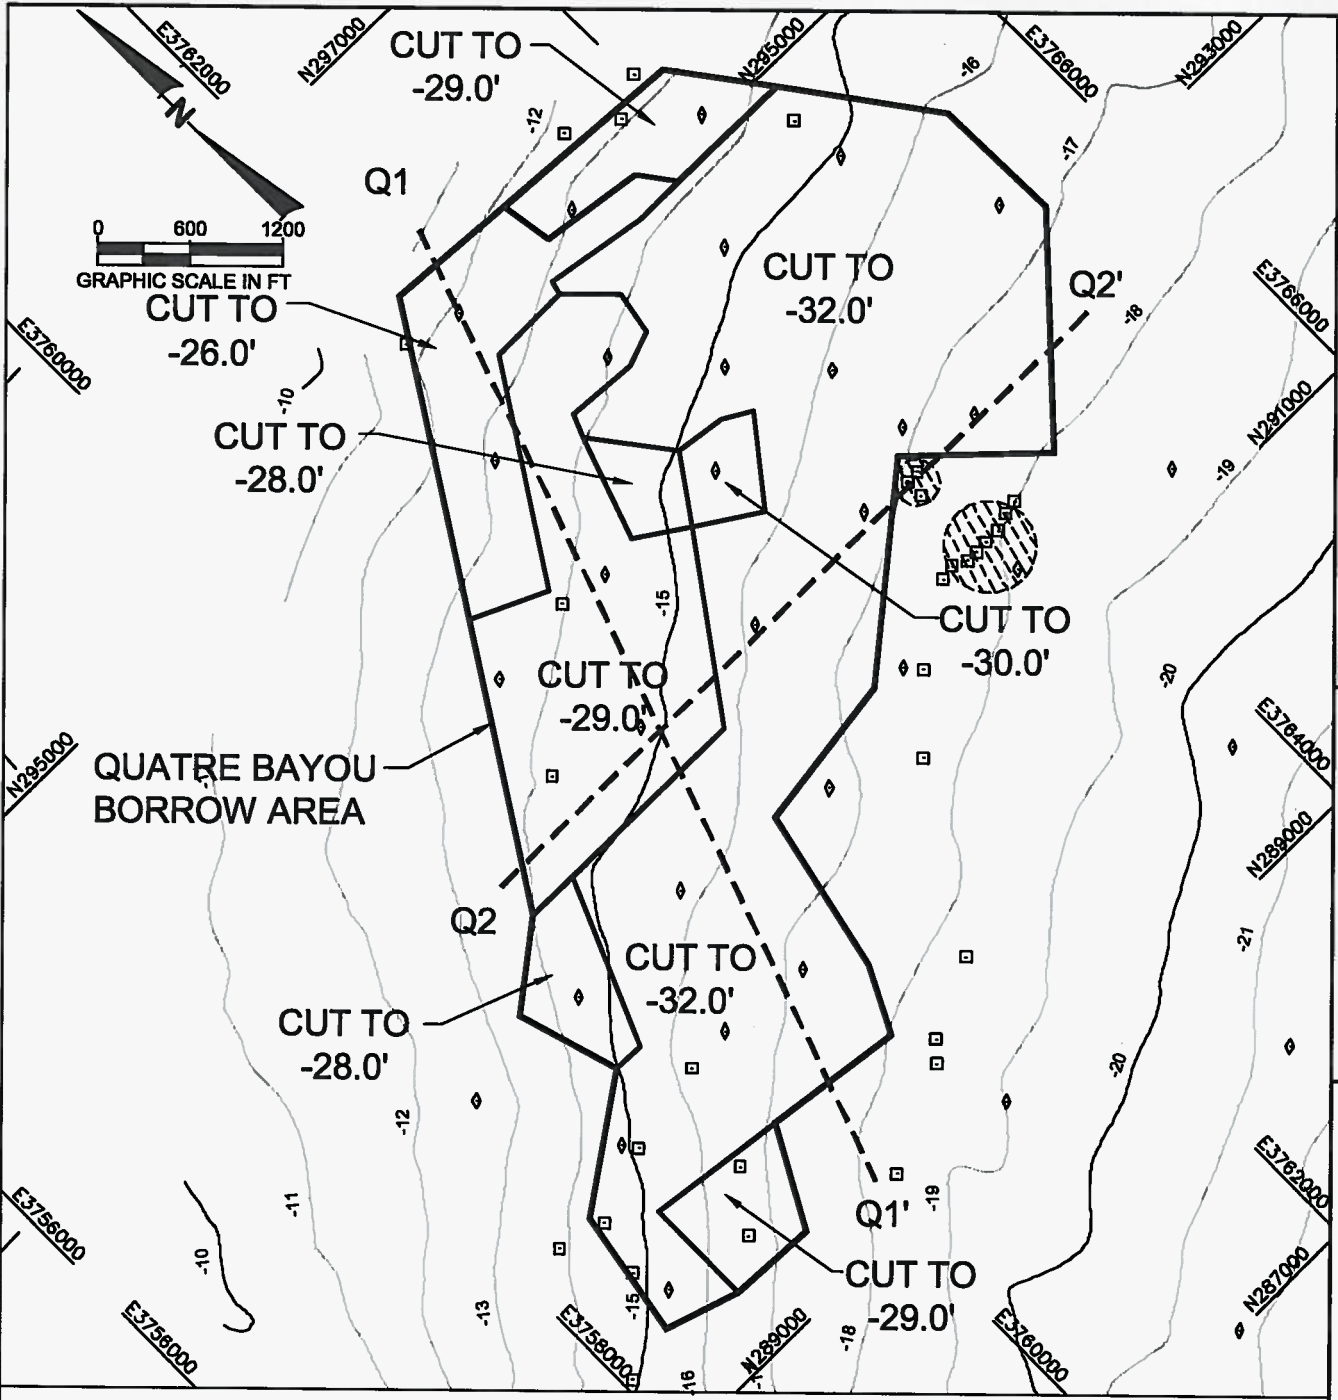 E3762000
N297000
CUT TO
-29.0'
N295000
-16
E3766000
N293000
-12
N
-17
Q1
0 600 1200
GRAPHIC SCALE IN FT
CUT TO
-26.0'
CUT TO
-32.0'
Q2'
-18
E3766000
E3760000
-10
N291000
CUT TO
-28.0'
-19
-15
CUT TO
-30.0'
CUT TO
-29.0'
-20
E3764000
N295000
QUATRE BAYOU
BORROW AREA
N289000
Q2
-21
CUT TO
-32.0'
CUT TO
-28.0'
-20
-12
E3762000
-11
E3756000
Q1'
-19
-10
CUT TO
-29.0'
N287000
-13
-15
E3756000
E3758000
N289000
-18
E3760000
-16